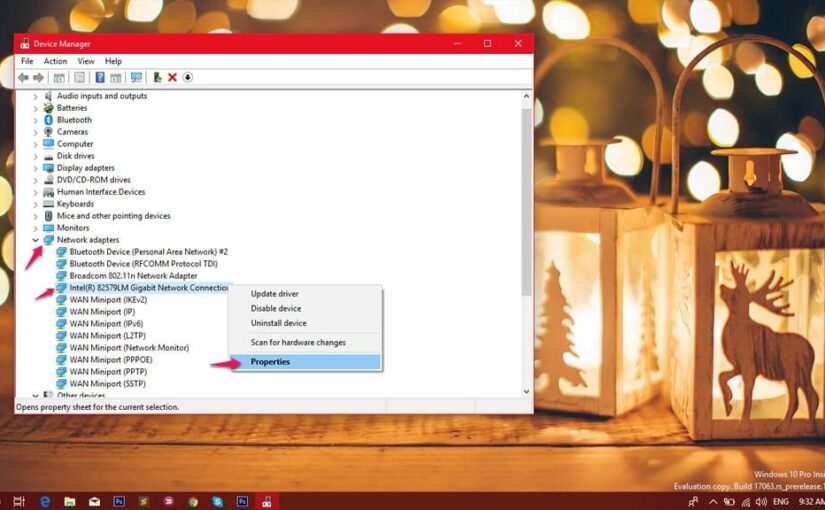 Device Manager
File Action View Help
Audio inputs and outputs
Batteries
Bluetooth
Cameras
Computer
Disk drives
Display adapters
DVD/CD-ROM drives
Human Interface Devices
Keyboards
Mice and other pointing devices
Monitors
Network adapters
Bluetooth Device (Personal Area Network) #2
Bluetooth Device (RFCOMM Protocol TDI)
Broadcom 802.11n Network Adapter
Intel(R) 82579LM Gigabit Network Connection
WAN Miniport (IKEv2)
WAN Miniport (IP)
WAN Miniport (IPv6)
WAN Miniport (L2TP)
WAN Miniport (Network Monitor)
WAN Miniport (PPPOE)
WAN Miniport (PPTP)
WAN Miniport (SSTP)
Other devices
Update driver
Disable device
Uninstall device
Scan for hardware changes
Properties
Opens property sheet for the current selection.
Windows 10 Pro Insi
Evaluation copy. Build 17063.rs_prerelease.1
ENG 9:32 AM